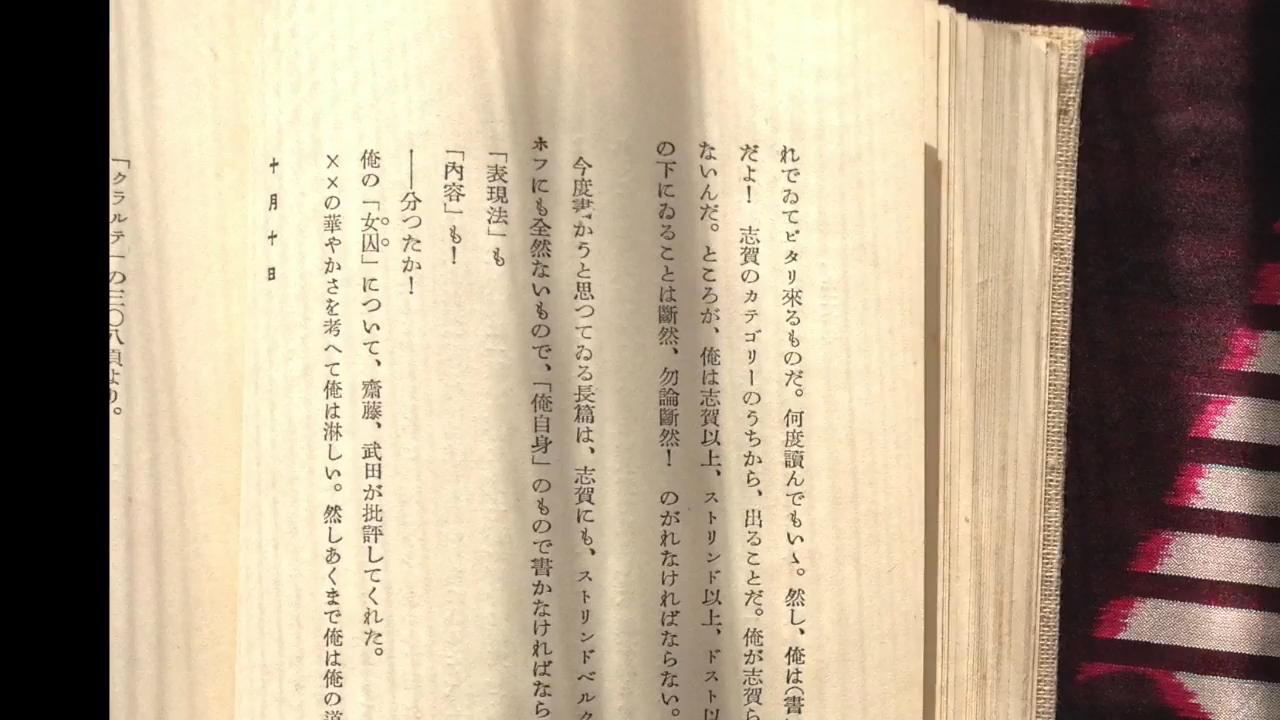 れでゐてピタリ來るものだ。何度讀んでもいゝ。然し、俺は(書
だよ! 志賀のカテゴリーのうちから、出ることだ。俺が志賀ら
ないんだ。ところが、俺は志賀以上、ストリンド以上、ドスト以
の下にゐることは斷然、勿論斷然! のがれなければならない。
今度書かうと思つてゐる長篇は、志賀にも、ストリンドベルク
ホフにも全然ないもので、「俺自身」のもので書かなければなら
「表現法」も
「內容」も!
——分つたか!
俺の「女囚」について、齋藤、武田が批評してくれた。
××の華やかさを考へて俺は淋しい。然しあくまで俺は俺の道
十月十日
「クラルテ」の三〇八頁より。